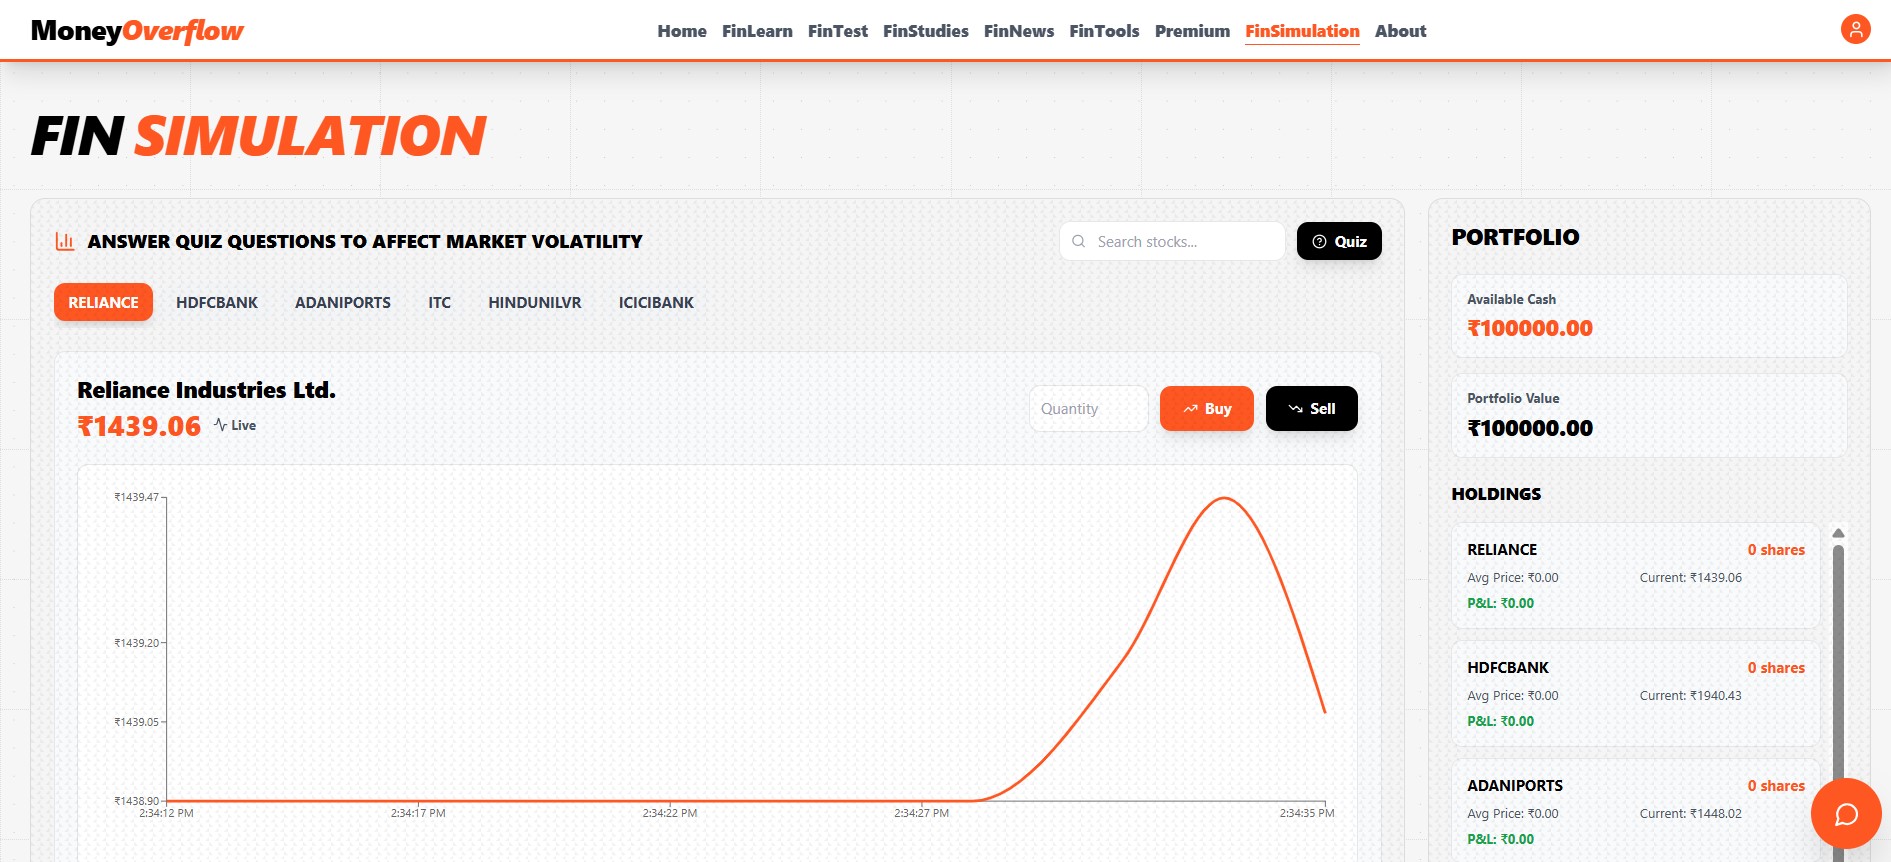 MoneyOverflow
Home FinLearn FinTest FinStudies FinNews FinTools Premium FinSimulation About
FIN SIMULATION
ANSWER QUIZ QUESTIONS TO AFFECT MARKET VOLATILITY
Search stocks...
Quiz
RELIANCE HDFCBANK ADANIPORTS ITC HINDUNILVR ICICIBANK
Reliance Industries Ltd.
₹1439.06 Live
Quantity
Buy
Sell
₹1439.47
₹1439.20
₹1439.05
₹1438.90
2:34:12 PM 2:34:17 PM 2:34:22 PM 2:34:27 PM 2:34:35 PM
PORTFOLIO
Available Cash
₹100000.00
Portfolio Value
₹100000.00
HOLDINGS
RELIANCE 0 shares
Avg Price: ₹0.00 Current: ₹1439.06
P&L: ₹0.00
HDFCBANK 0 shares
Avg Price: ₹0.00 Current: ₹1940.43
P&L: ₹0.00
ADANIPORTS 0 shares
Avg Price: ₹0.00 Current: ₹1448.02
P&L: ₹0.00